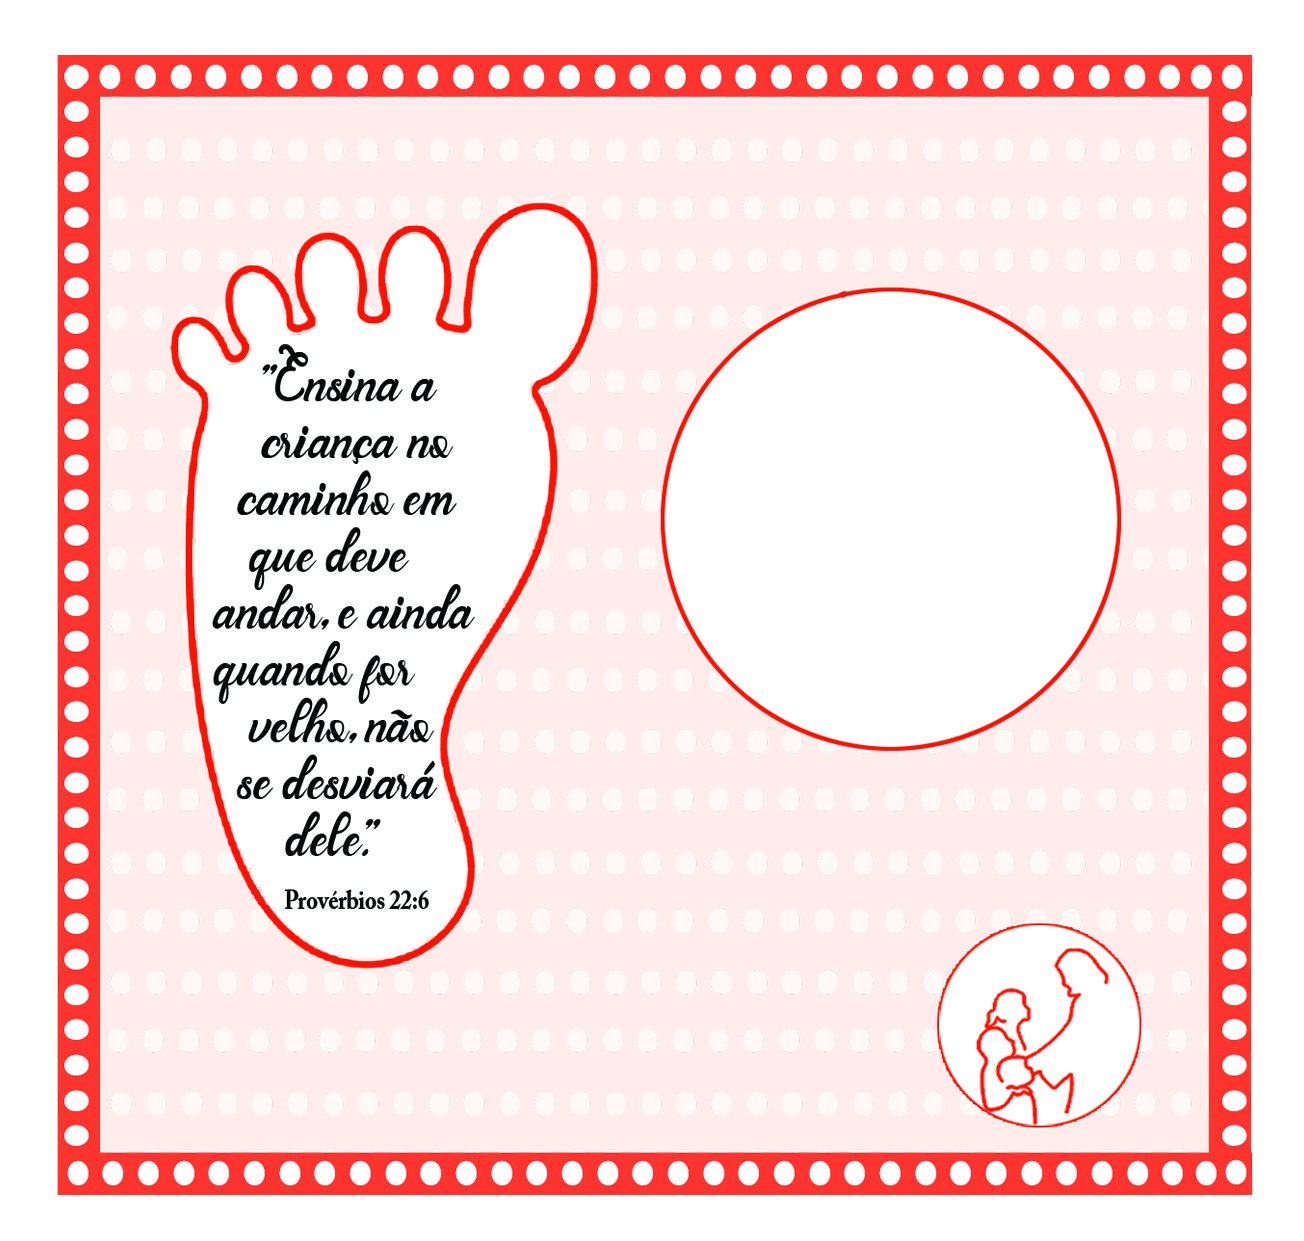 "Ensina a
criança no
caminho em
que deve
andar, e ainda
quando for
velho, não
se desviará
dele."
Provérbios 22:6